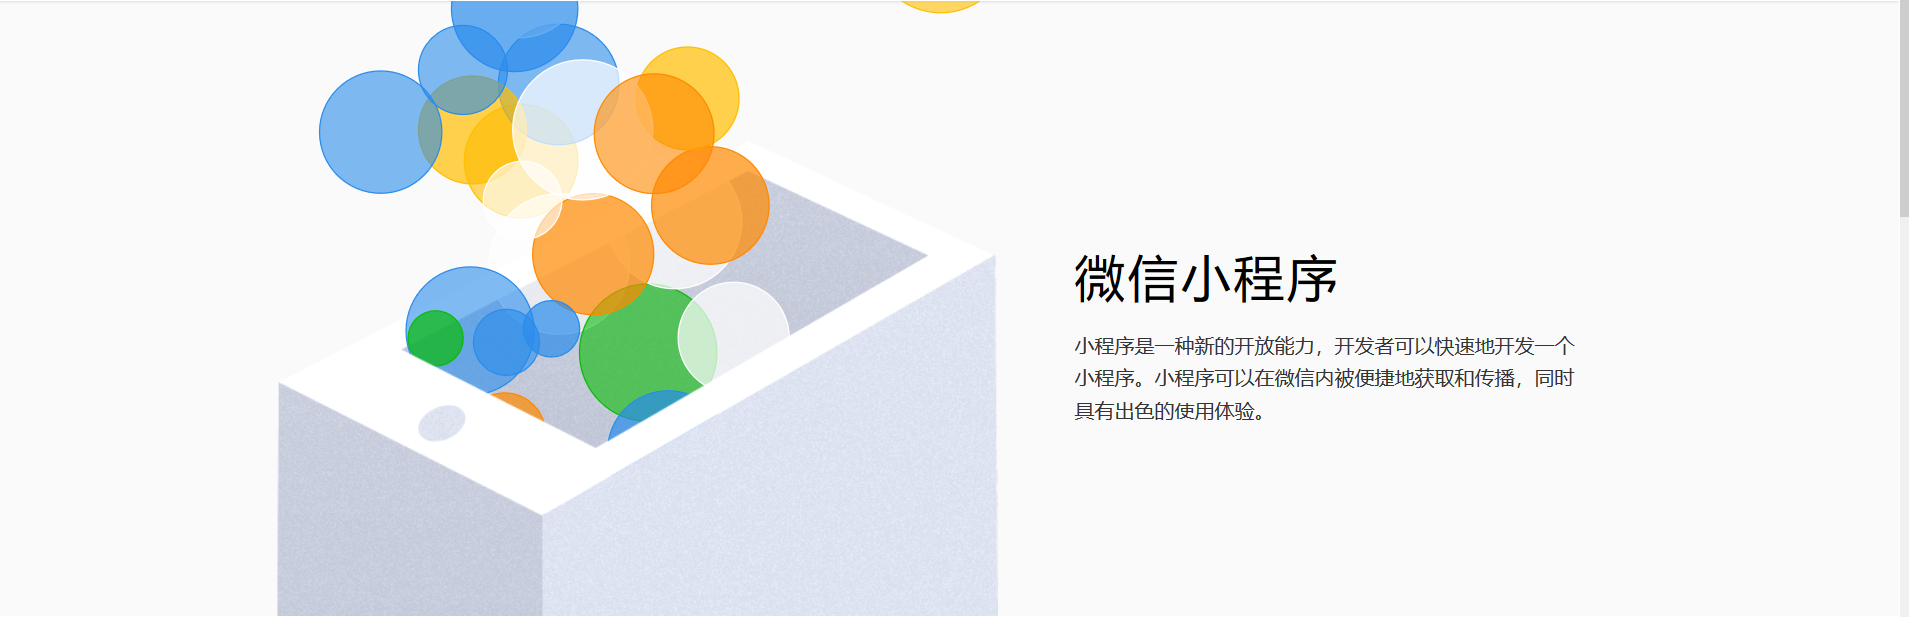 微信小程序
小程序是一种新的开放能力，开发者可以快速地开发一个
小程序。小程序可以在微信内被便捷地获取和传播，同时
具有出色的使用体验。